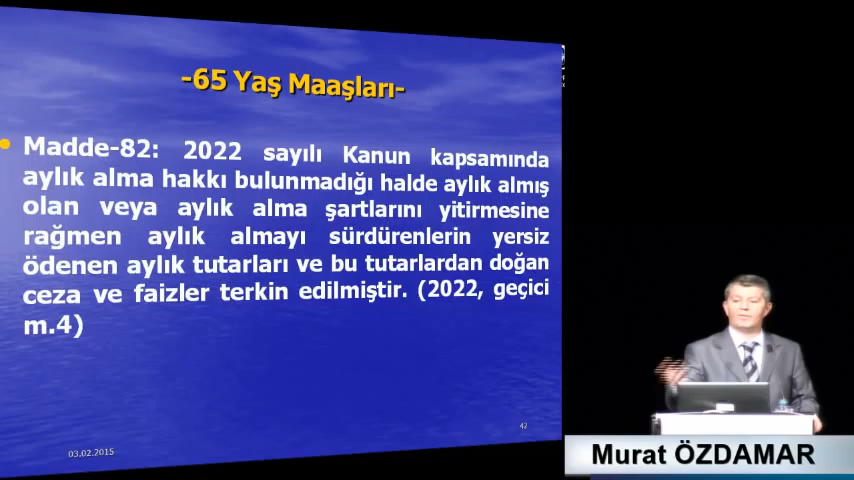 -65 Yaş Maaşları-
Madde-82: 2022 sayılı Kanun kapsamında
aylık alma hakkı bulunmadığı halde aylık almış
olan veya aylık alma şartlarını yitirmesine
rağmen aylık almayı sürdürenlerin yersiz
ödenen aylık tutarları ve bu tutarlardan doğan
ceza ve faizler terkin edilmiştir. (2022, geçici
m.4)
42
03.02.2015
Murat ÖZDAMAR